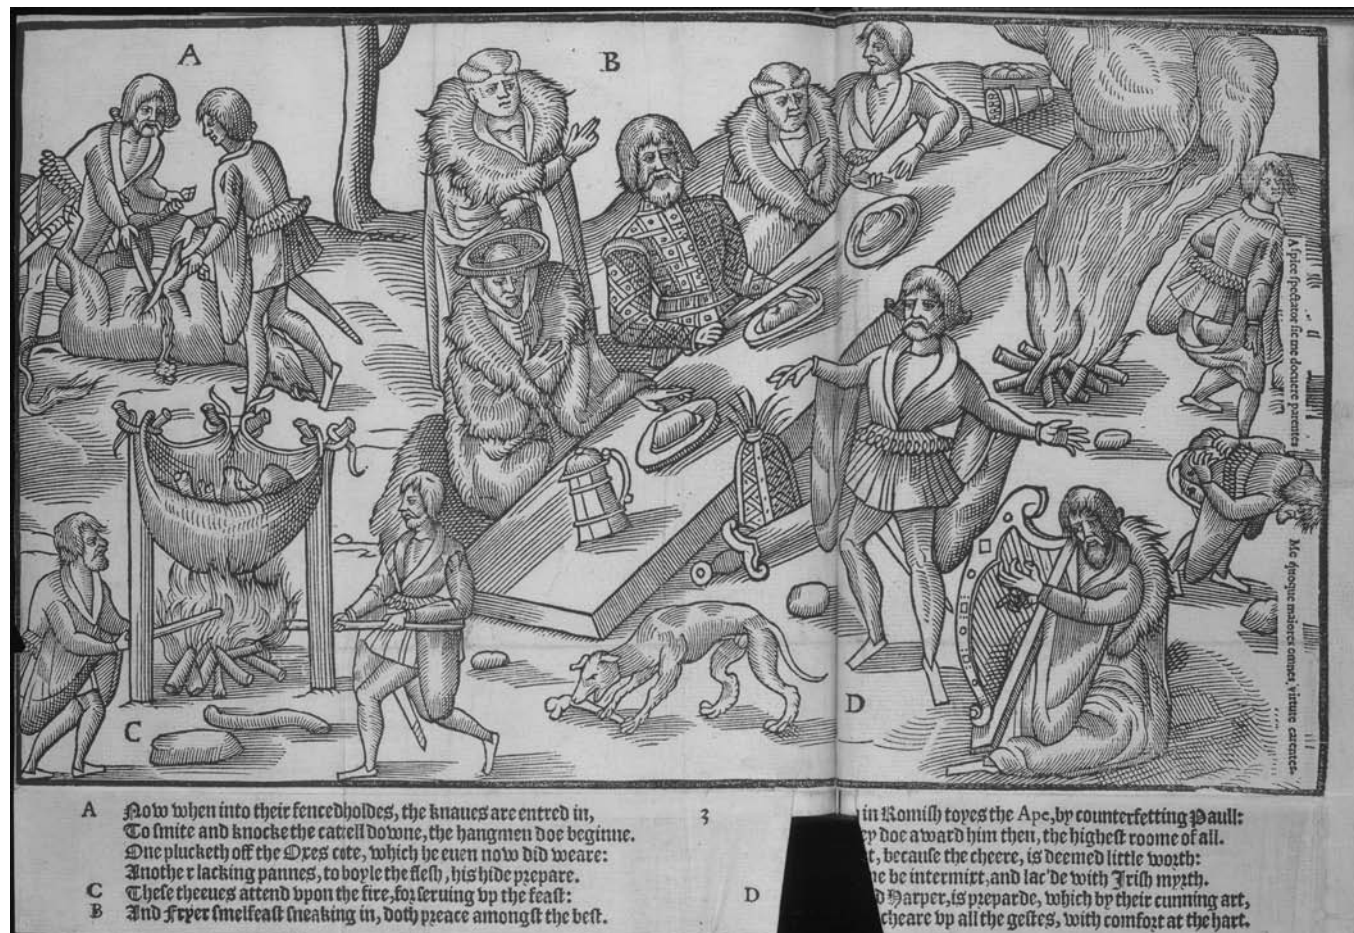 A
B
C
D
Aspice spectator sic me docuere parentes
Me quoque maiores omnes, virtute carentes.
A Now when into their fencedholdes, the knaues are entred in,
To smite and knocke the cattell downe, the hangmen doe beginne.
One plucketh off the Oxes cote, which he euen now did weare:
Another lacking pannes, to boyle the flesh, his hide prepare.
C These theeues attend vpon the fire, for seruing vp the feast:
B And Fryer smelfeast sneaking in, doth preace amongst the best.
3
in Romish toyes the Ape, by counterfetting Paull:
doe award him then, the highest roome of all.
because the cheere, is deemed little worth:
be intermixt, and lac'de with Irish myrth.
D Harper, is preparde, which by their cunning art,
cheare vp all the gestes, with comfort at the hart.